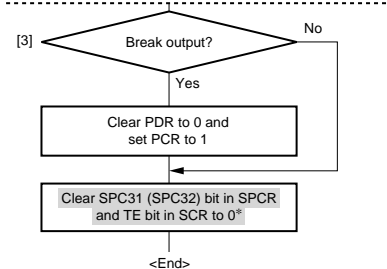 [3]
Break output?
No
Yes
Clear PDR to 0 and
set PCR to 1
Clear SPC31 (SPC32) bit in SPCR
and TE bit in SCR to 0*
<End>